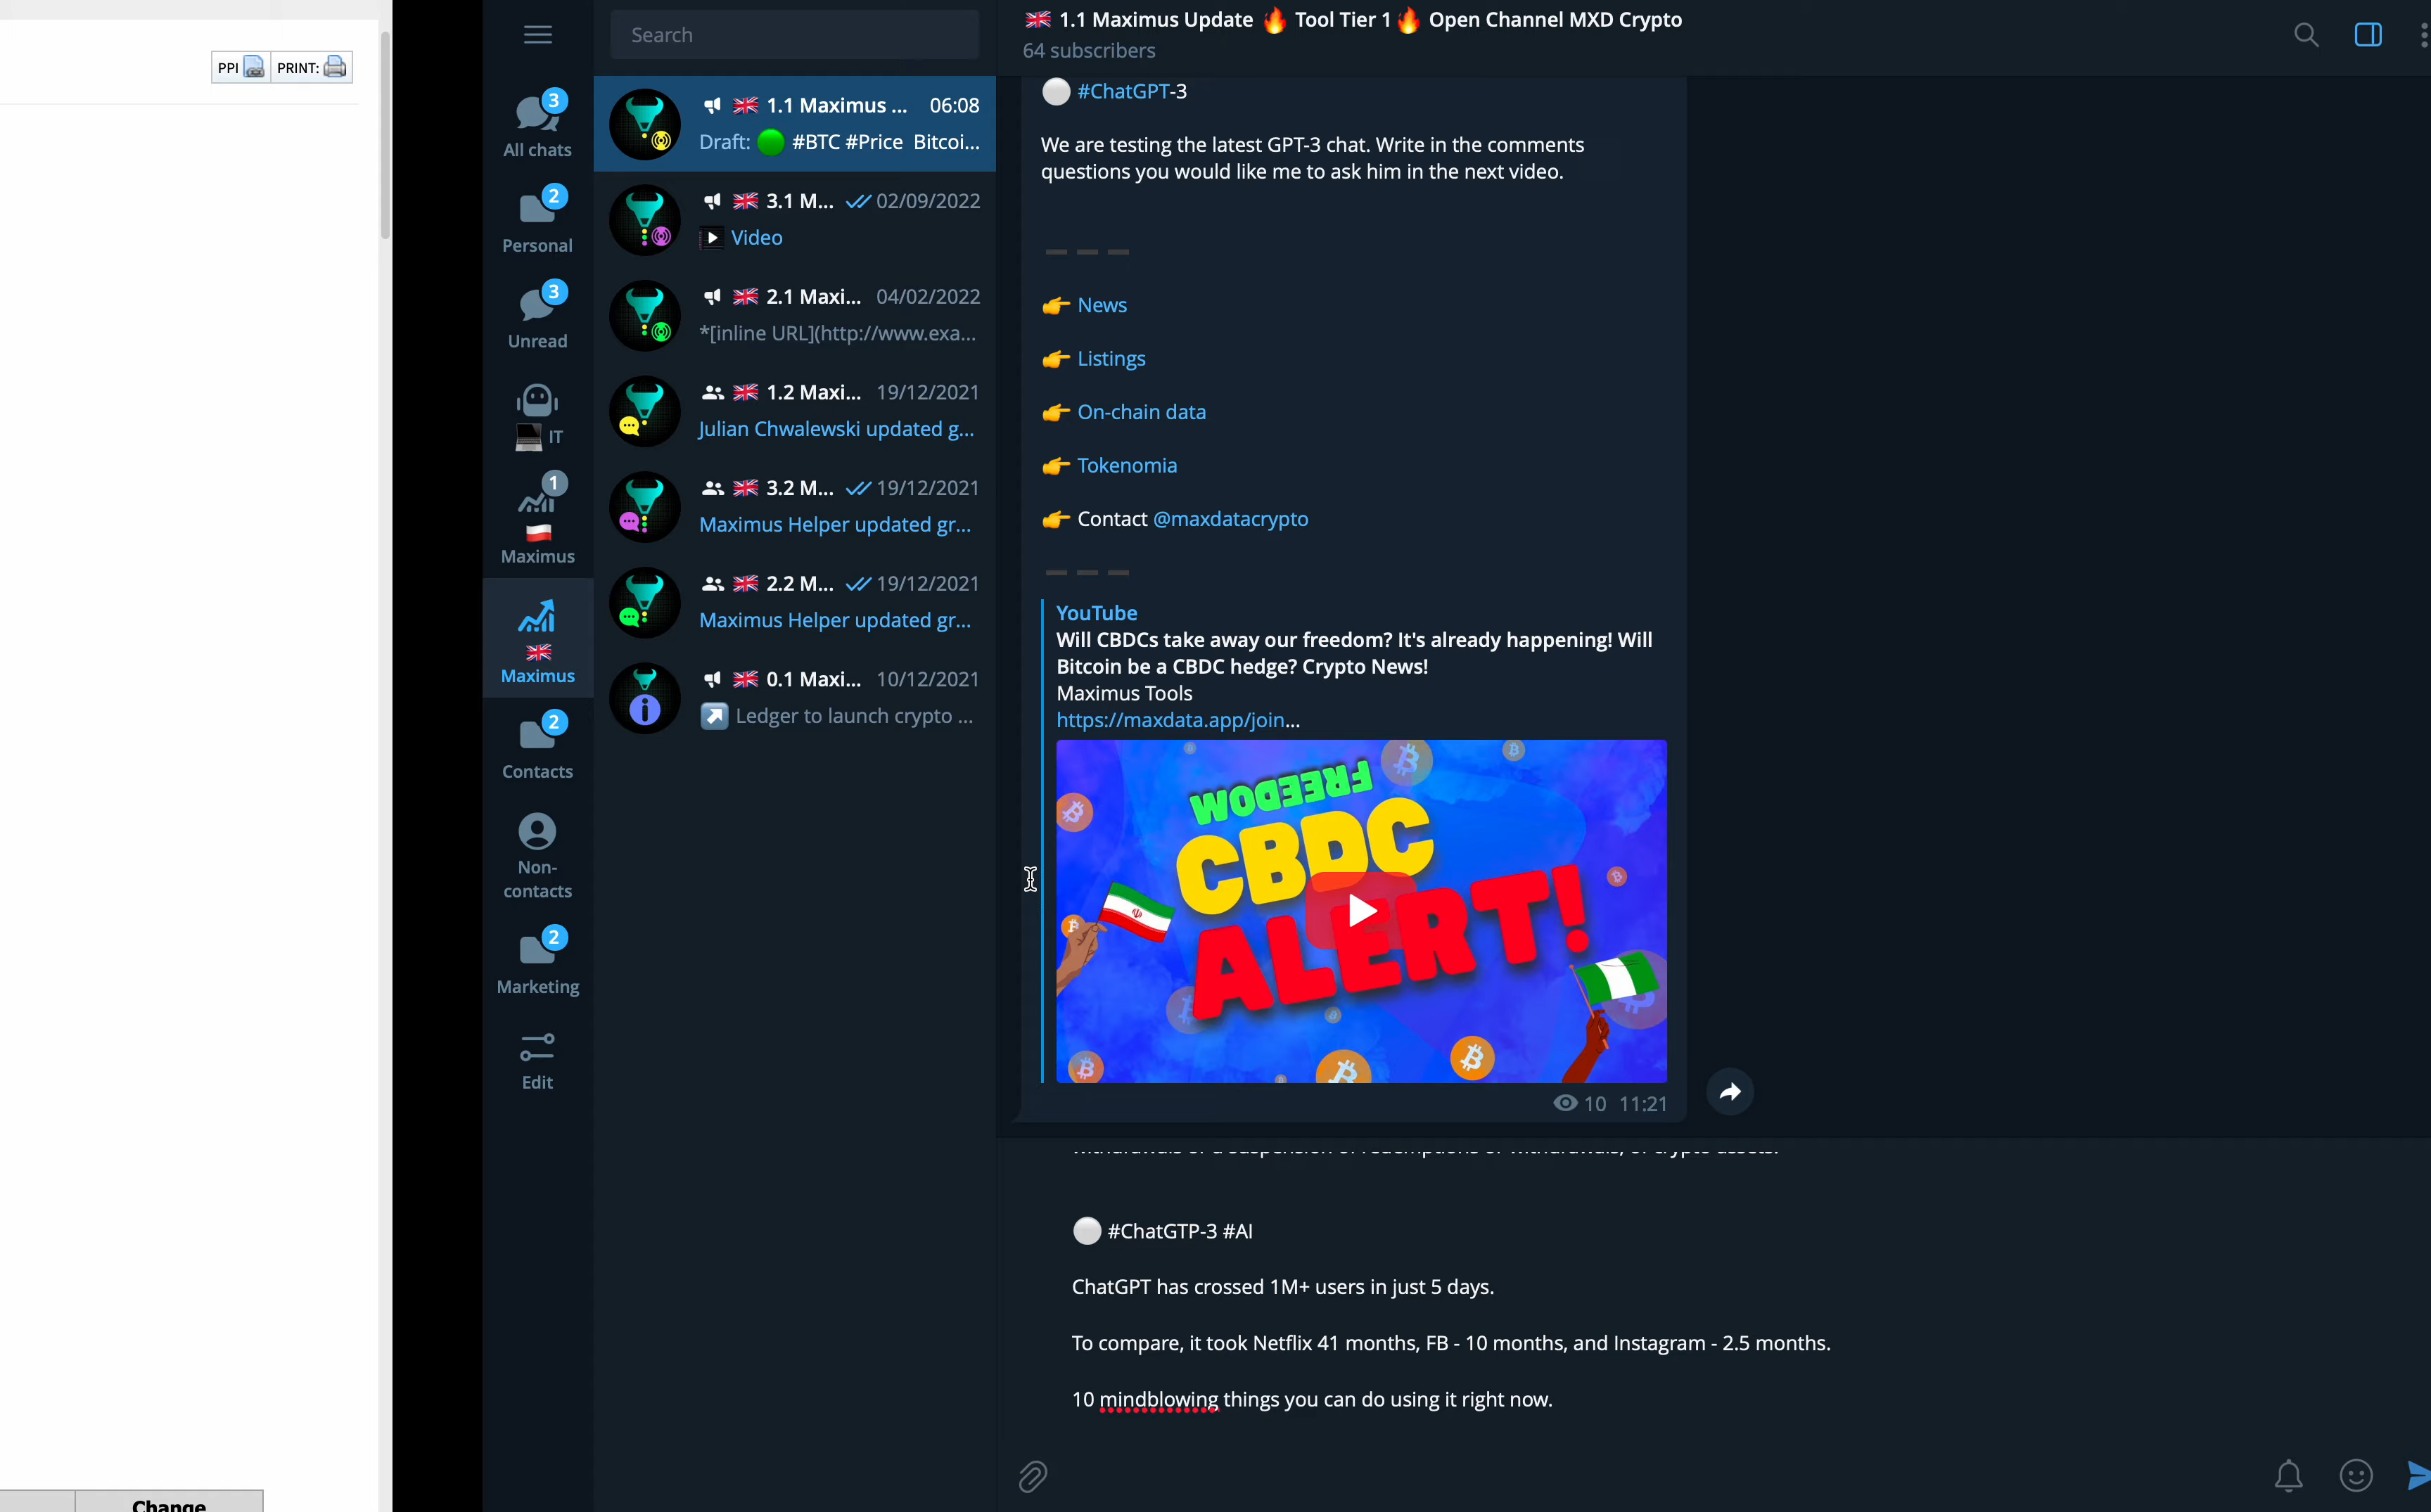 PPI PRINT:
Change
All chats 3
Personal 2
Unread 3
IT
Maximus 1
Maximus
Contacts 2
Non-
contacts
Marketing 2
Edit
Search
1.1 Maximus ... 06:08
Draft: #BTC #Price Bitcoi...
3.1 M... 02/09/2022
Video
2.1 Maxi... 04/02/2022
*[inline URL](http://www.exa...
1.2 Maxi... 19/12/2021
Julian Chwalewski updated g...
3.2 M... 19/12/2021
Maximus Helper updated gr...
2.2 M... 19/12/2021
Maximus Helper updated gr...
0.1 Maxi... 10/12/2021
Ledger to launch crypto ...
1.1 Maximus Update 🔥 Tool Tier 1 🔥 Open Channel MXD Crypto
64 subscribers
#ChatGPT-3
We are testing the latest GPT-3 chat. Write in the comments
questions you would like me to ask him in the next video.
— — —
👉 News
👉 Listings
👉 On-chain data
👉 Tokenomia
👉 Contact @maxdatacrypto
— — —
YouTube
Will CBDCs take away our freedom? It's already happening! Will
Bitcoin be a CBDC hedge? Crypto News!
Maximus Tools
https://maxdata.app/join...
FREEDOM
CBDC
ALERT!
10 11:21
#ChatGTP-3 #AI
ChatGPT has crossed 1M+ users in just 5 days.
To compare, it took Netflix 41 months, FB - 10 months, and Instagram - 2.5 months.
10 mindblowing things you can do using it right now.